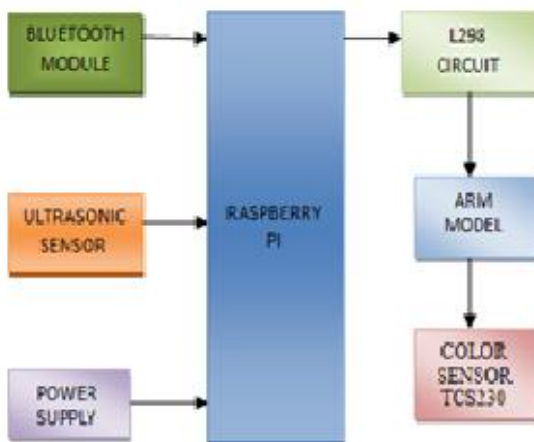 BLUETOOTH
MODULE
L298
CIRCUIT
ULTRASONIC
SENSOR
RASPBERRY
PI
ARM
MODEL
POWER
SUPPLY
COLOR
SENSOR
TCS230